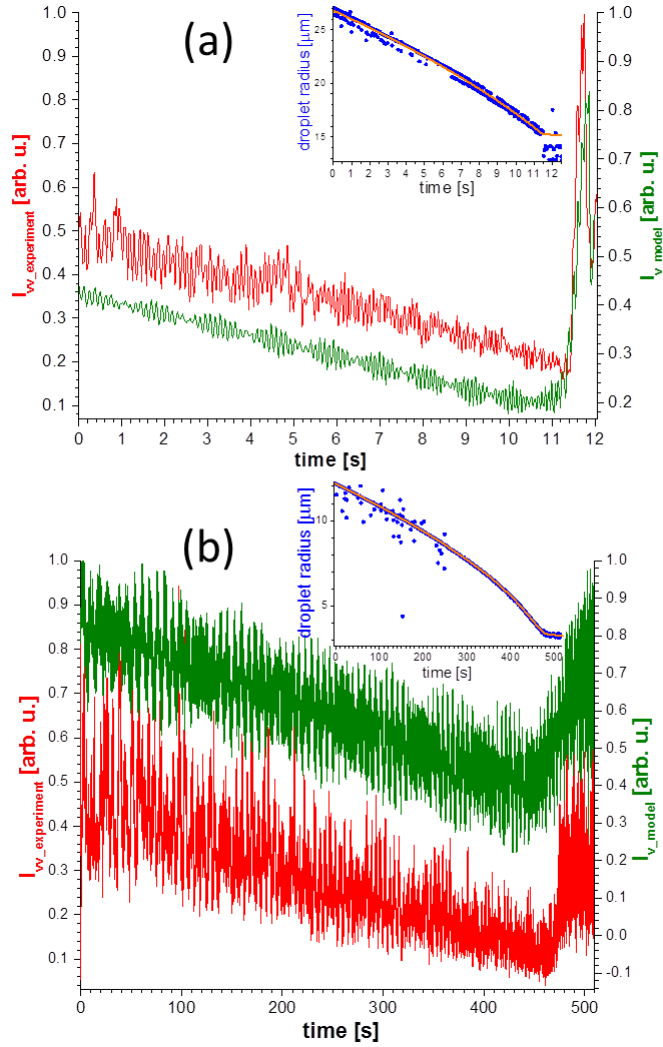 (a)
1.0
0.9
0.8
0.7
0.6
0.5
0.4
0.3
0.2
0.1
I_vv_experiment [arb. u.]
0 1 2 3 4 5 6 7 8 9 10 11 12
time [s]
1.0
0.9
0.8
0.7
0.6
0.5
0.4
0.3
0.2
I_v_model [arb. u.]
25
20
15
droplet radius [µm]
0 1 2 3 4 5 6 7 8 9 10 11 12
time [s]
(b)
1.0
0.9
0.8
0.7
0.6
0.5
0.4
0.3
0.2
0.1
I_vv_experiment [arb. u.]
0 100 200 300 400 500
time [s]
1.0
0.9
0.8
0.7
0.6
0.5
0.4
0.3
0.2
0.1
0.0
-0.1
I_v_model [arb. u.]
10
5
droplet radius [µm]
0 100 200 300 400 500
time [s]